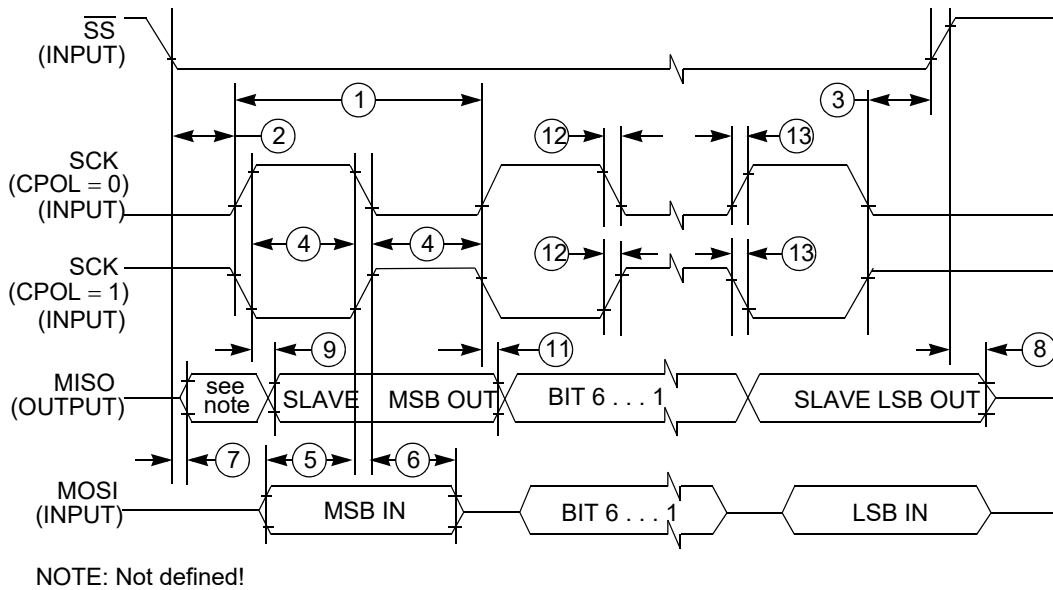 SS
(INPUT)
1
3
2
12
13
SCK
(CPOL = 0)
(INPUT)
4
4
12
13
SCK
(CPOL = 1)
(INPUT)
9
11
8
MISO
(OUTPUT)
see
note
SLAVE MSB OUT
BIT 6 . . . 1
SLAVE LSB OUT
7
5
6
MOSI
(INPUT)
MSB IN
BIT 6 . . . 1
LSB IN
NOTE: Not defined!